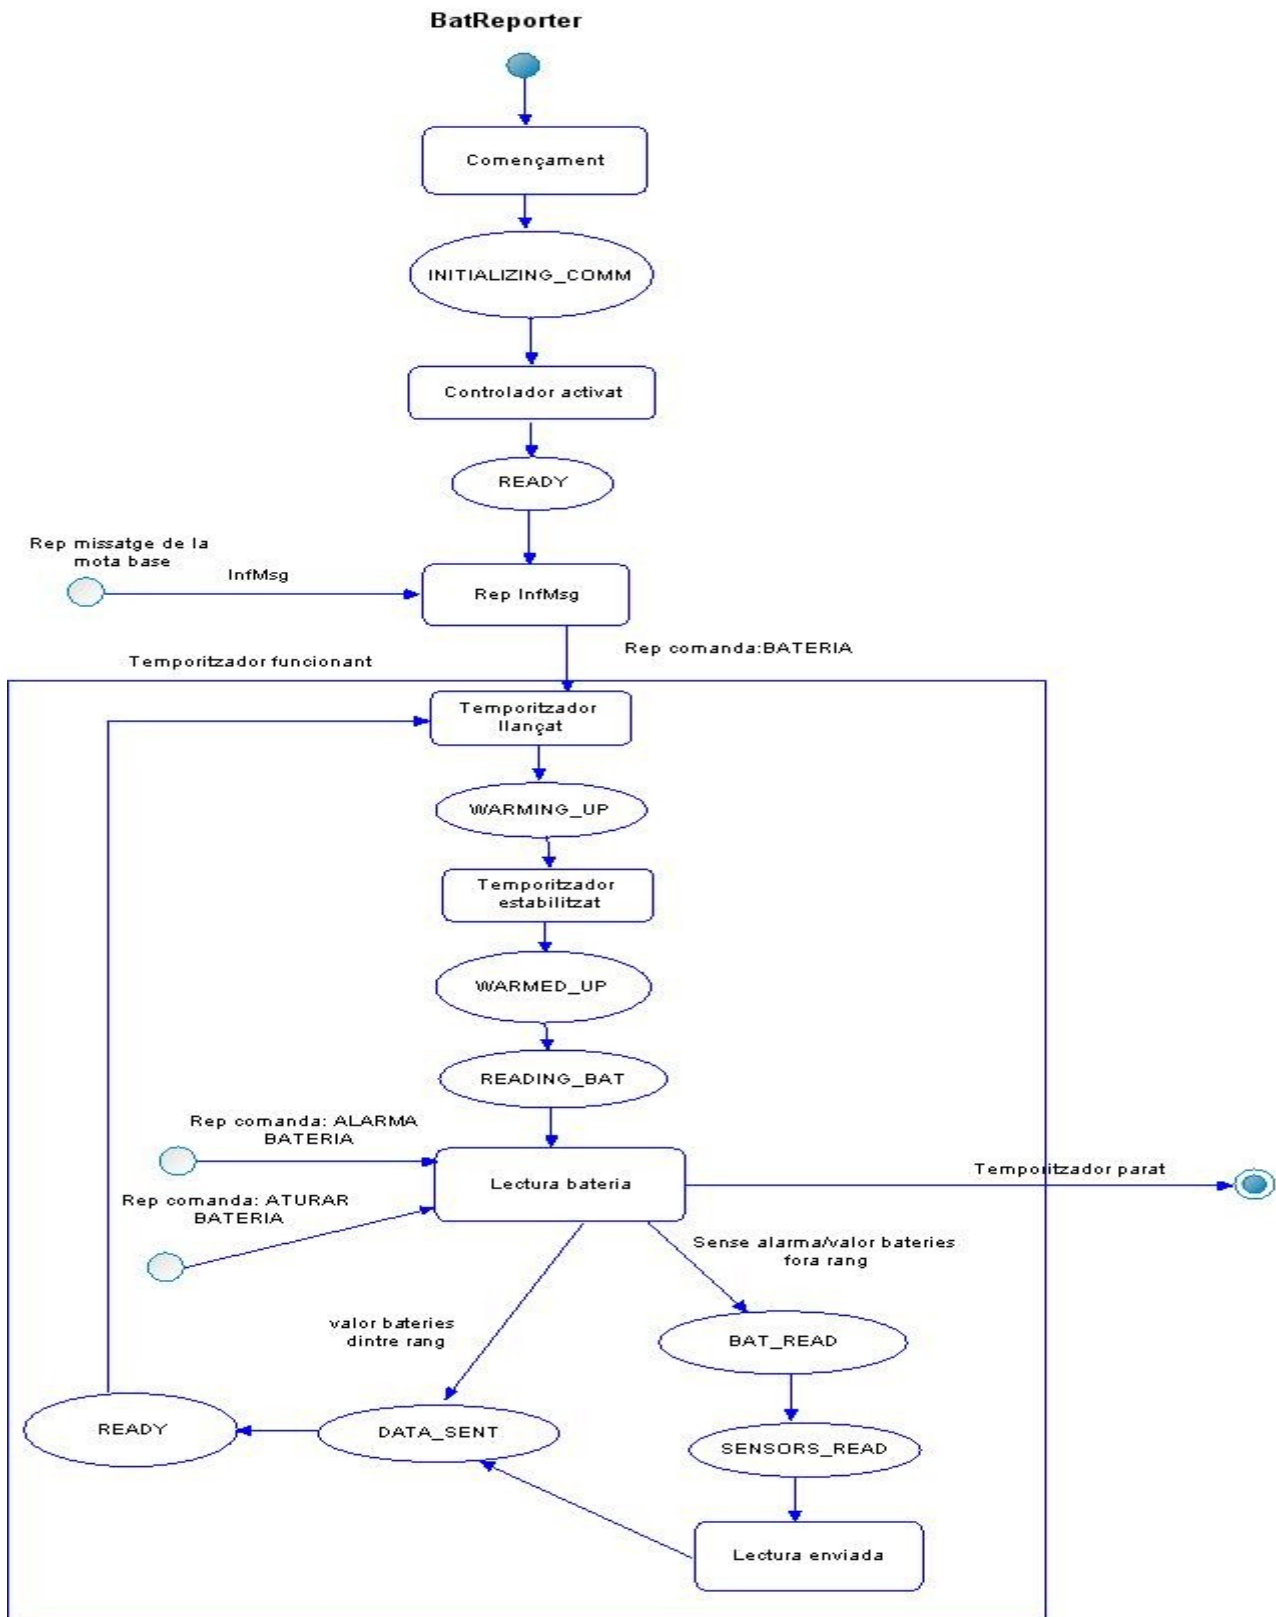 BatReporter
Començament
INITIALIZING_COMM
Controlador activat
READY
Rep missatge de la
mota base
InfMsg
Rep InfMsg
Rep comanda:BATERIA
Temporitzador funcionant
Temporitzador
llançat
WARMING_UP
Temporitzador
estabilitzat
WARMED_UP
READING_BAT
Rep comanda: ALARMA
BATERIA
Lectura bateria
Temporitzador parat
Rep comanda: ATURAR
BATERIA
Sense alarma/valor bateries
fora rang
valor bateries
dintre rang
BAT_READ
READY
DATA_SENT
SENSORS_READ
Lectura enviada